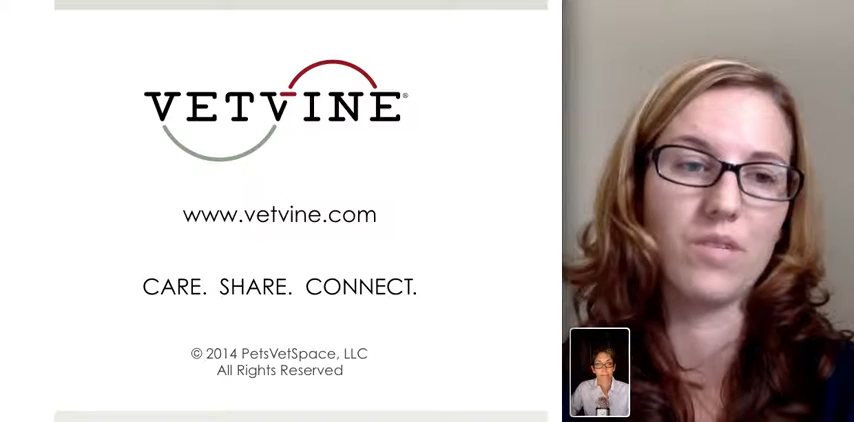 VETVINE®
www.vetvine.com
CARE. SHARE. CONNECT.
© 2014 PetsVetSpace, LLC
All Rights Reserved